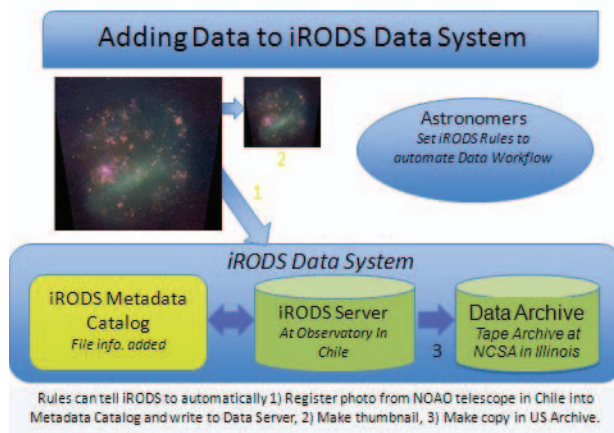 Adding Data to iRODS Data System
Astronomers
Set iRODS Rules to
automate Data Workflow
2
1
iRODS Data System
iRODS Metadata
Catalog
File info. added
iRODS Server
At Observatory In
Chile
3
Data Archive
Tape Archive at
NCSA in Illinois
Rules can tell iRODS to automatically 1) Register photo from NOAO telescope in Chile into
Metadata Catalog and write to Data Server, 2) Make thumbnail, 3) Make copy in US Archive.